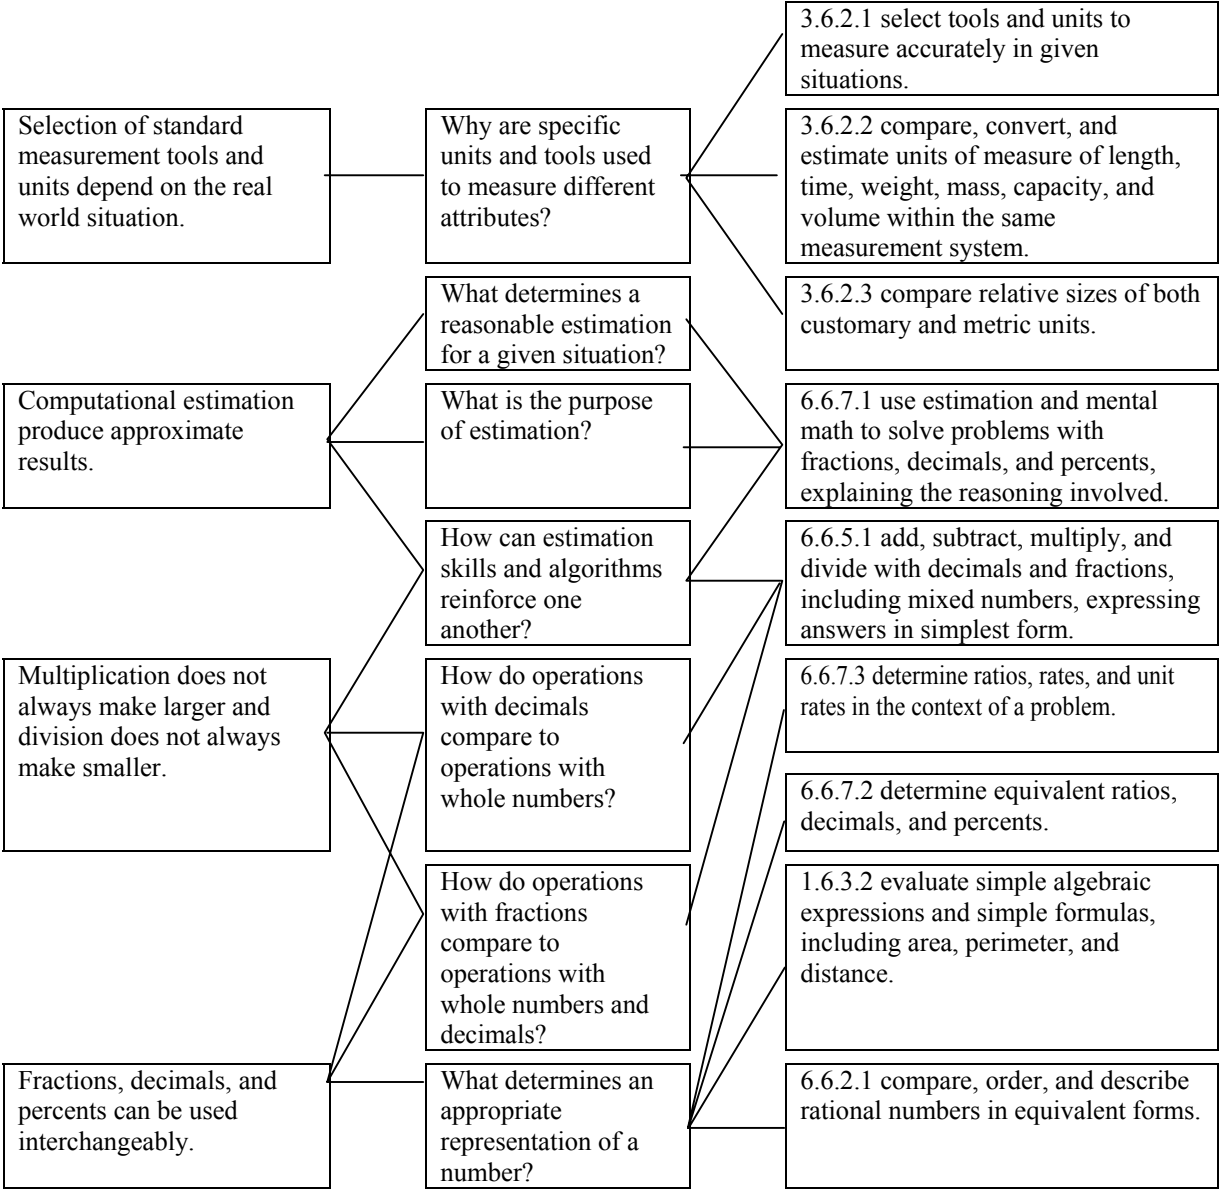 3.6.2.1 select tools and units to
measure accurately in given
situations.
Selection of standard
measurement tools and
units depend on the real
world situation.
Why are specific
units and tools used
to measure different
attributes?
3.6.2.2 compare, convert, and
estimate units of measure of length,
time, weight, mass, capacity, and
volume within the same
measurement system.
What determines a
reasonable estimation
for a given situation?
3.6.2.3 compare relative sizes of both
customary and metric units.
Computational estimation
produce approximate
results.
What is the purpose
of estimation?
6.6.7.1 use estimation and mental
math to solve problems with
fractions, decimals, and percents,
explaining the reasoning involved.
How can estimation
skills and algorithms
reinforce one
another?
6.6.5.1 add, subtract, multiply, and
divide with decimals and fractions,
including mixed numbers, expressing
answers in simplest form.
Multiplication does not
always make larger and
division does not always
make smaller.
How do operations
with decimals
compare to
operations with
whole numbers?
6.6.7.3 determine ratios, rates, and unit
rates in the context of a problem.
6.6.7.2 determine equivalent ratios,
decimals, and percents.
How do operations
with fractions
compare to
operations with
whole numbers and
decimals?
1.6.3.2 evaluate simple algebraic
expressions and simple formulas,
including area, perimeter, and
distance.
Fractions, decimals, and
percents can be used
interchangeably.
What determines an
appropriate
representation of a
number?
6.6.2.1 compare, order, and describe
rational numbers in equivalent forms.